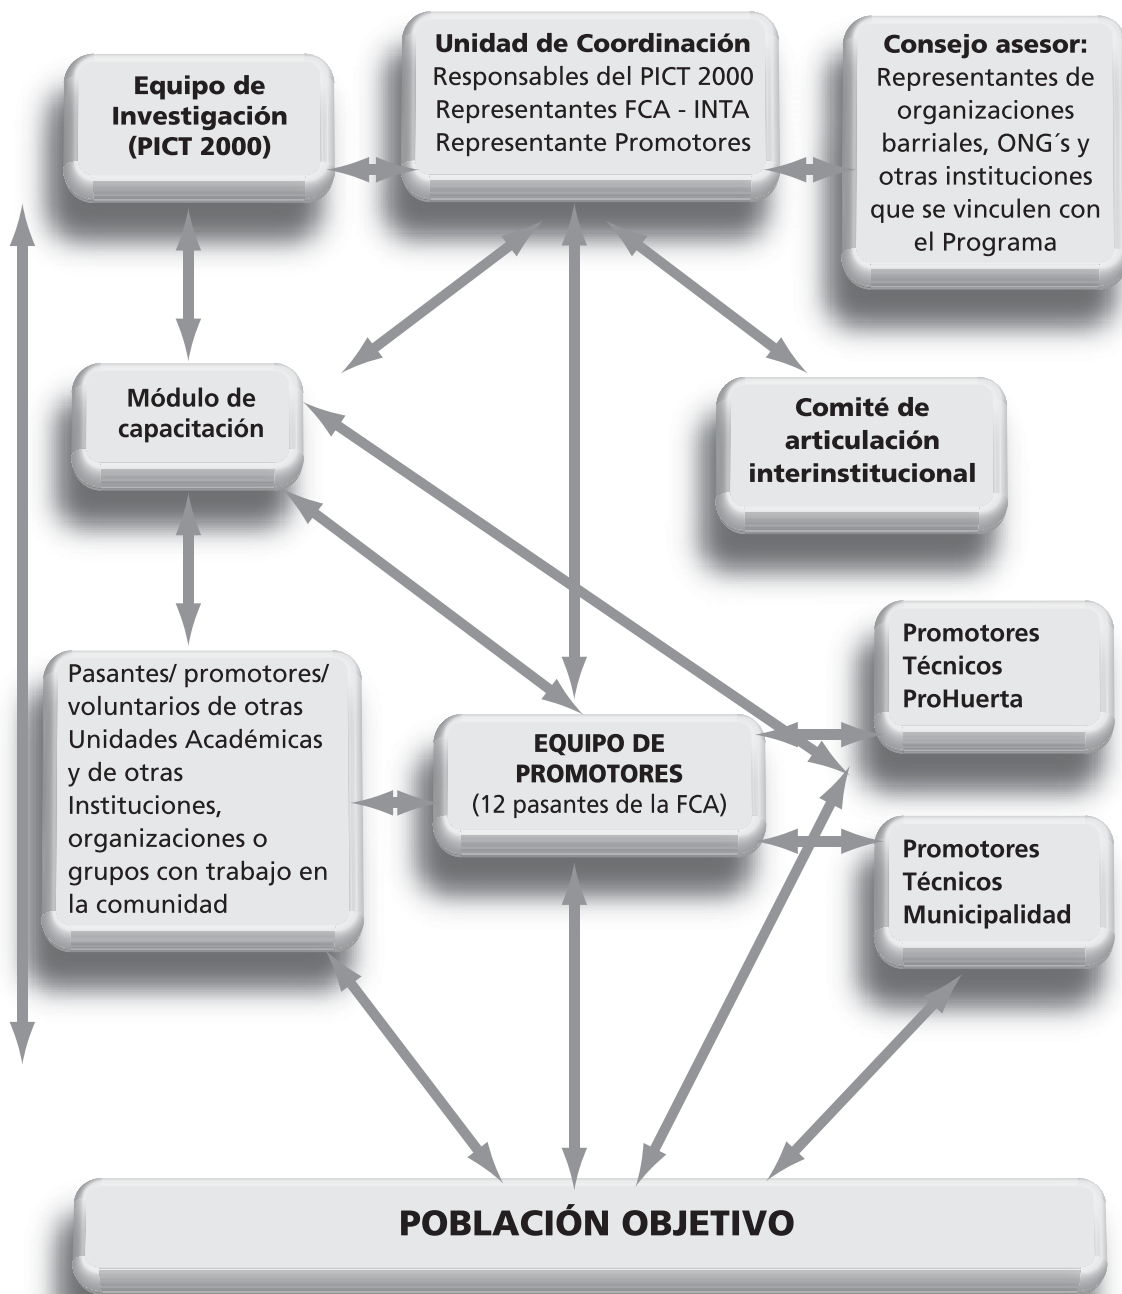 Equipo de
Investigación
(PICT 2000)
Unidad de Coordinación
Responsables del PICT 2000
Representantes FCA - INTA
Representante Promotores
Consejo asesor:
Representantes de
organizaciones
barriales, ONG´s y
otras instituciones
que se vinculen con
el Programa
Módulo de
capacitación
Comité de
articulación
interinstitucional
Pasantes/ promotores/
voluntarios de otras
Unidades Académicas
y de otras
Instituciones,
organizaciones o
grupos con trabajo en
la comunidad
EQUIPO DE
PROMOTORES
(12 pasantes de la FCA)
Promotores
Técnicos
ProHuerta
Promotores
Técnicos
Municipalidad
POBLACIÓN OBJETIVO